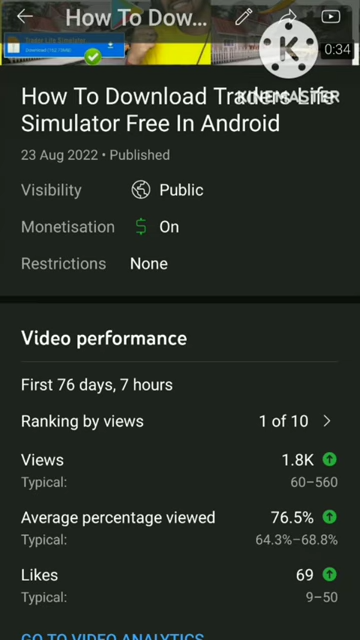 How To Dow...
0:34
K
KINEMASTER
How To Download Traders Life
Simulator Free In Android
23 Aug 2022 • Published
Visibility Public
Monetisation $ On
Restrictions None
Video performance
First 76 days, 7 hours
Ranking by views 1 of 10
Views 1.8K
Typical: 60–560
Average percentage viewed 76.5%
Typical: 64.3%–68.8%
Likes 69
Typical: 9–50
GO TO VIDEO ANALYTICS